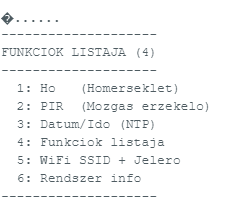 �......
--------------------
FUNKCIOK LISTAJA (4)
--------------------
1: Ho (Homerseklet)
2: PIR (Mozgas erzekelo)
3: Datum/Ido (NTP)
4: Funkciok listaja
5: WiFi SSID + Jelero
6: Rendszer info
--------------------